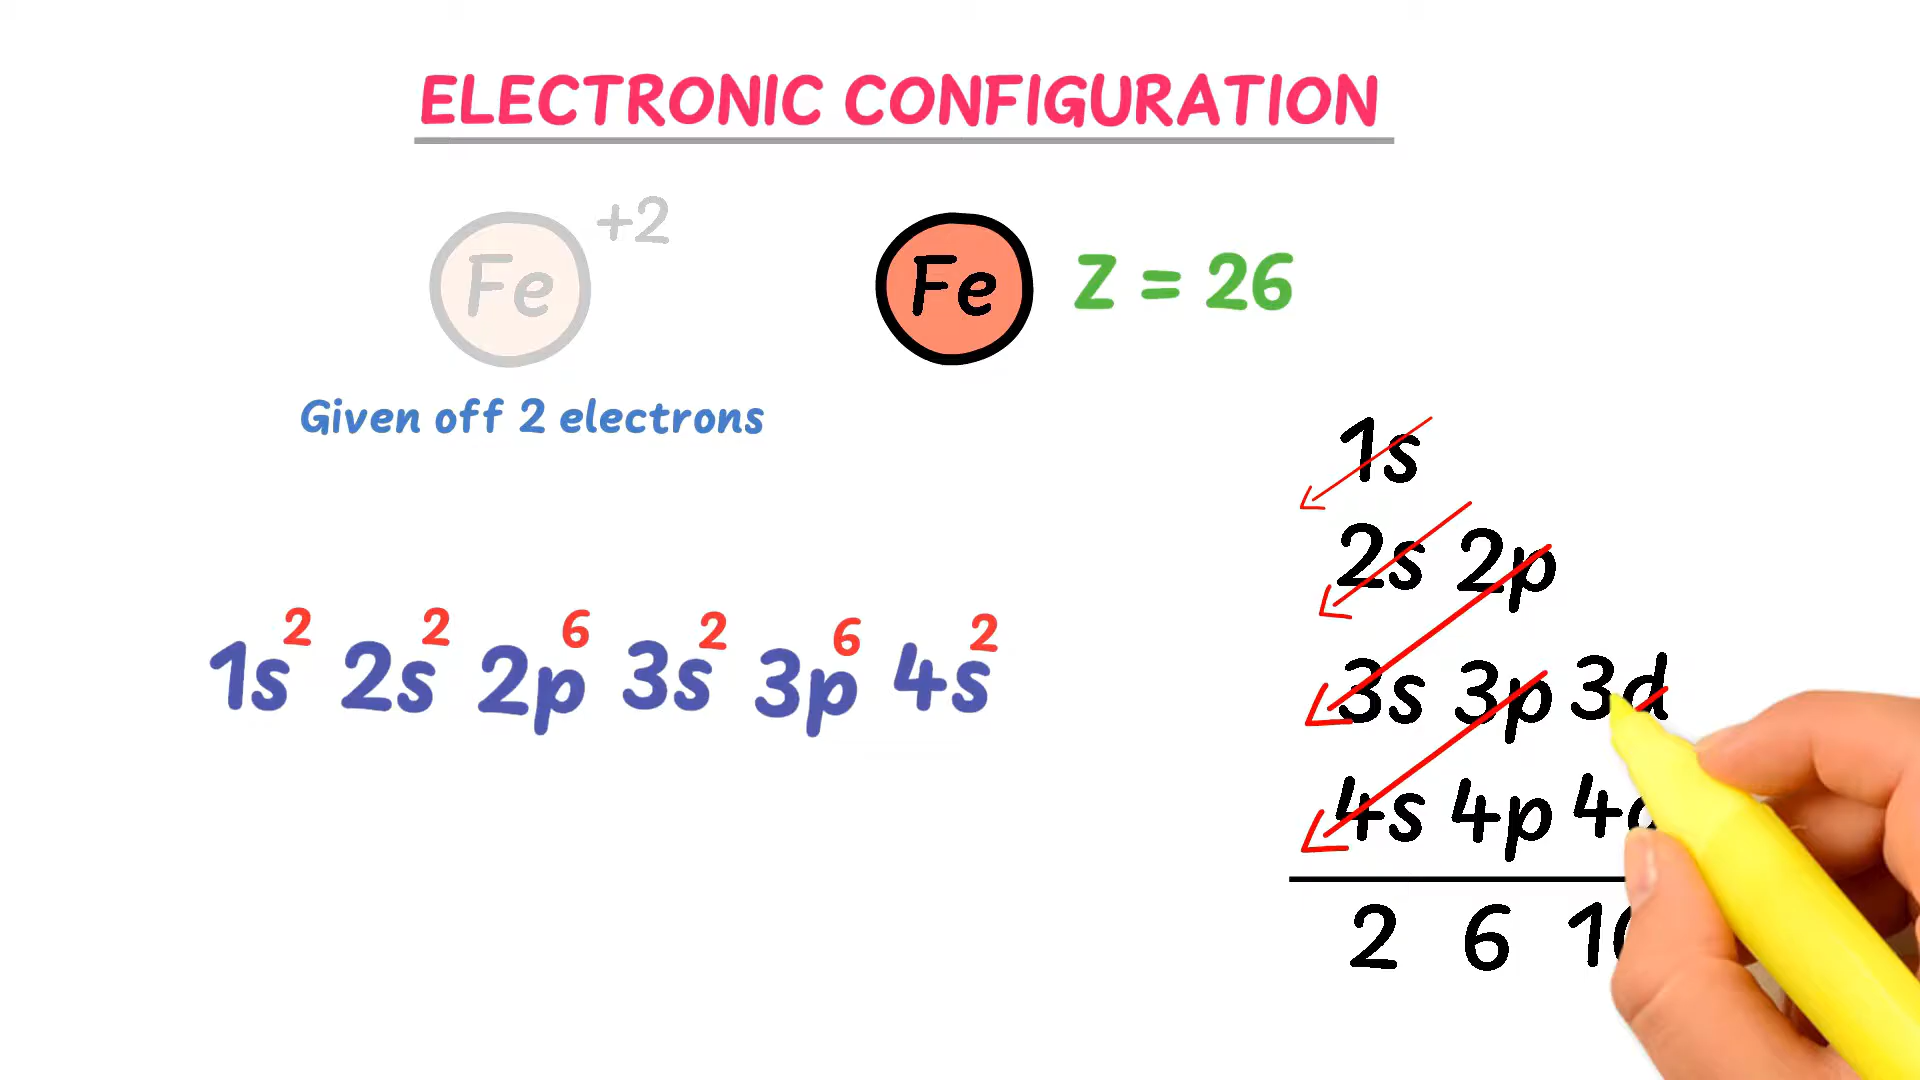 ELECTRONIC CONFIGURATION
Fe +2
Fe Z = 26
Given off 2 electrons
1s
2s 2p
3s 3p 3d
4s 4p
2 6
1s² 2s² 2p⁶ 3s² 3p⁶ 4s²